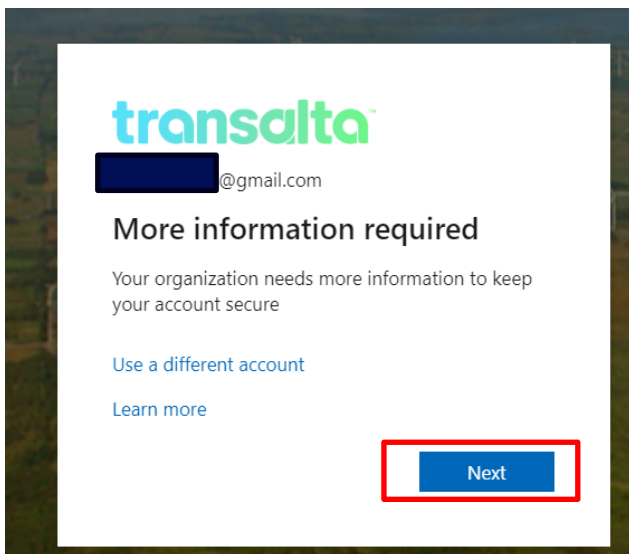 transalta™
@gmail.com
More information required
Your organization needs more information to keep
your account secure
Use a different account
Learn more
Next